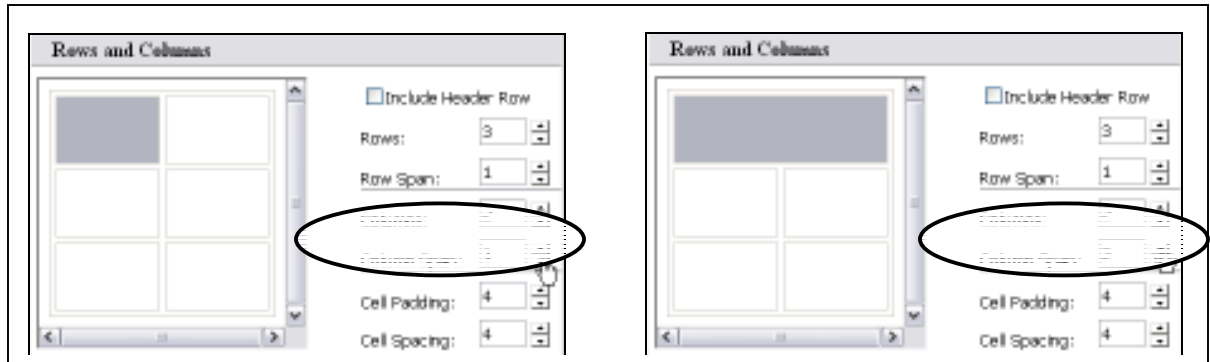 Rows and Columns
Include Header Row
Rows: 3
Row Span: 1
Cell Padding: 4
Cell Spacing: 4
Rows and Columns
Include Header Row
Rows: 3
Row Span: 1
Cell Padding: 4
Cell Spacing: 4